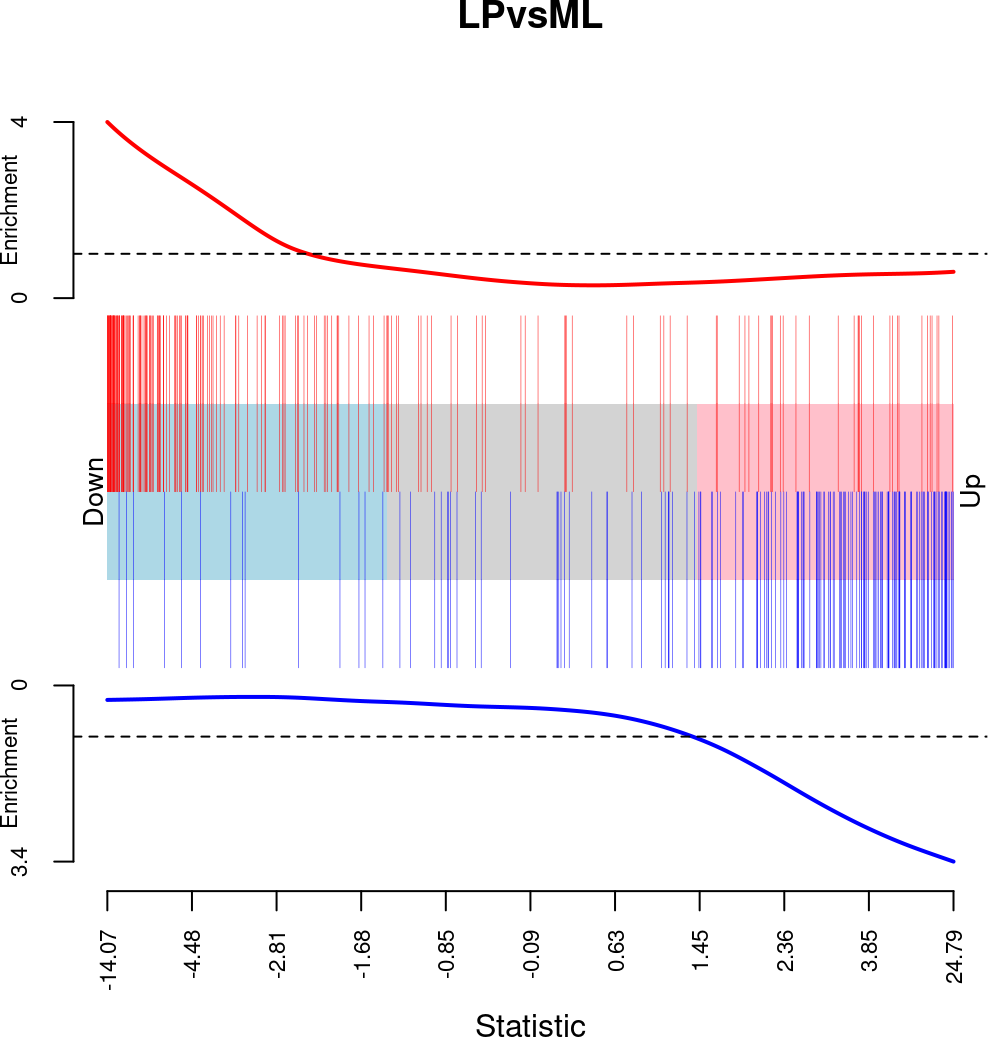 LPvsML
4
Enrichment
0
Down
Up
0
Enrichment
3.4
-14.07
-4.48
-2.81
-1.68
-0.85
-0.09
0.63
1.45
2.36
3.85
24.79
Statistic